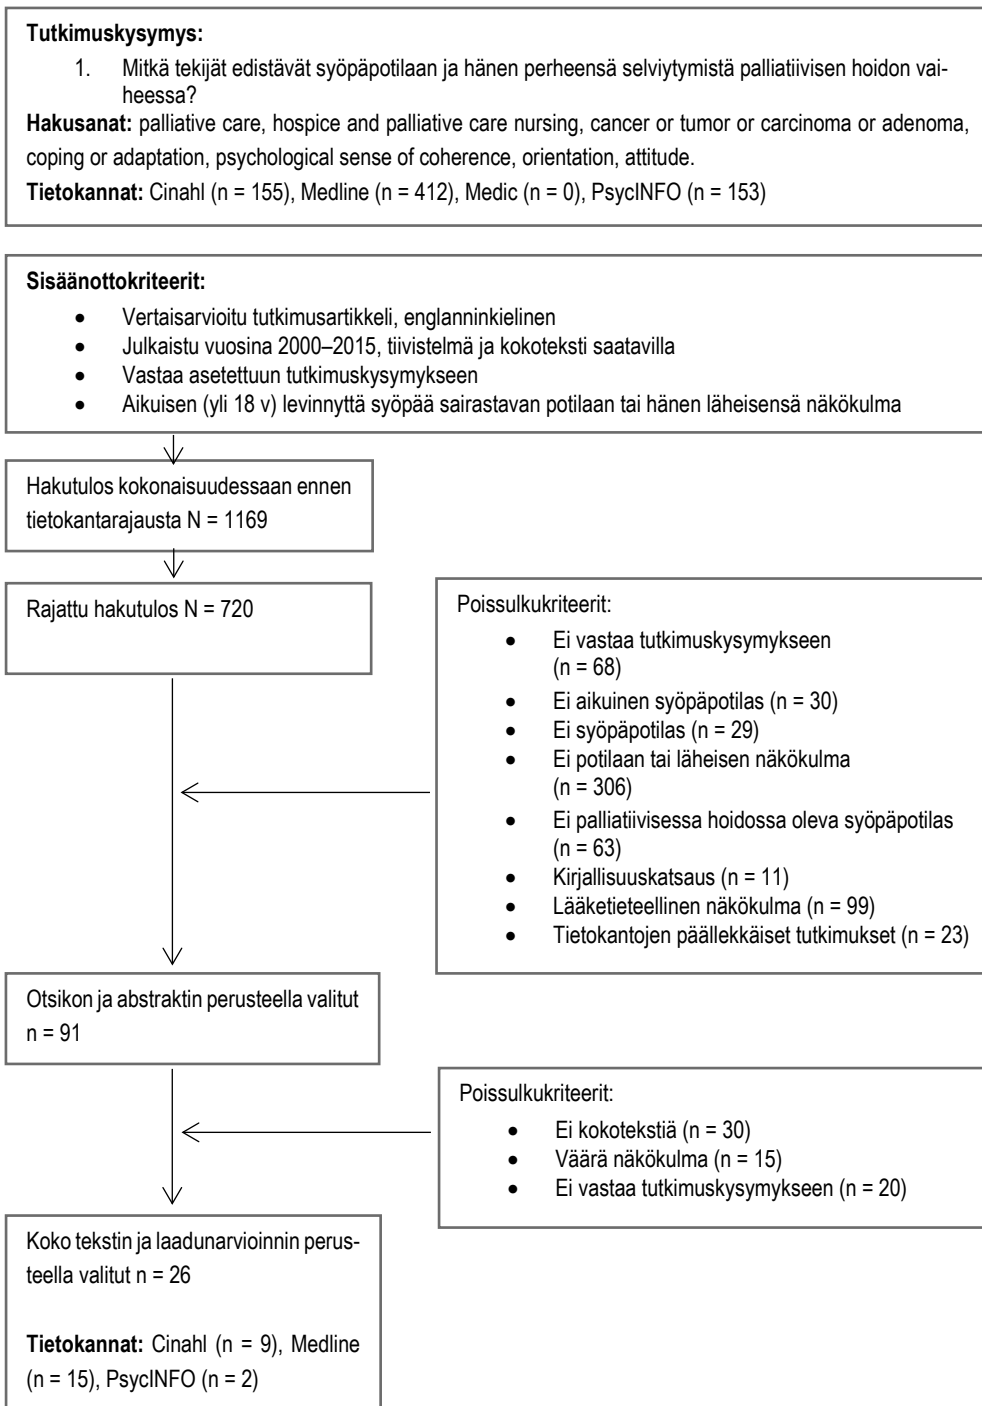 Tutkimuskysymys:
1. Mitkä tekijät edistävät syöpäpotilaan ja hänen perheensä selviytymistä palliatiivisen hoidon vai-
heessa?
Hakusanat: palliative care, hospice and palliative care nursing, cancer or tumor or carcinoma or adenoma,
coping or adaptation, psychological sense of coherence, orientation, attitude.
Tietokannat: Cinahl (n = 155), Medline (n = 412), Medic (n = 0), PsycINFO (n = 153)
Sisäänottokriteerit:
• Vertaisarvioitu tutkimusartikkeli, englanninkielinen
• Julkaistu vuosina 2000–2015, tiivistelmä ja kokoteksti saatavilla
• Vastaa asetettuun tutkimuskysymykseen
• Aikuisen (yli 18 v) levinnyttä syöpää sairastavan potilaan tai hänen läheisensä näkökulma
Hakutulos kokonaisuudessaan ennen
tietokantarajausta N = 1169
Rajattu hakutulos N = 720
Poissulkukriteerit:
• Ei vastaa tutkimuskysymykseen
(n = 68)
• Ei aikuinen syöpäpotilas (n = 30)
• Ei syöpäpotilas (n = 29)
• Ei potilaan tai läheisen näkökulma
(n = 306)
• Ei palliatiivisessa hoidossa oleva syöpäpotilas
(n = 63)
• Kirjallisuuskatsaus (n = 11)
• Lääketieteellinen näkökulma (n = 99)
• Tietokantojen päällekkäiset tutkimukset (n = 23)
Otsikon ja abstraktin perusteella valitut
n = 91
Poissulkukriteerit:
• Ei kokotekstiä (n = 30)
• Väärä näkökulma (n = 15)
• Ei vastaa tutkimuskysymykseen (n = 20)
Koko tekstin ja laadunarvioinnin perus-
teella valitut n = 26
Tietokannat: Cinahl (n = 9), Medline
(n = 15), PsycINFO (n = 2)